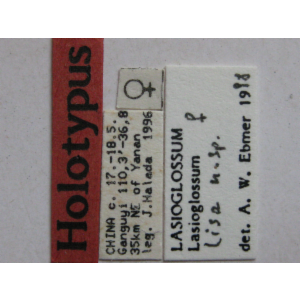 Holotypus
CHINA c. 17.-18.5.
Ganguyi 110,3'-36,8
35km NE of Yanan
leg. J.Halada 1996
♀
LASIOGLOSSUM ♀
Lasioglossum
lisa n.sp.
det. A. W. Ebmer 1998